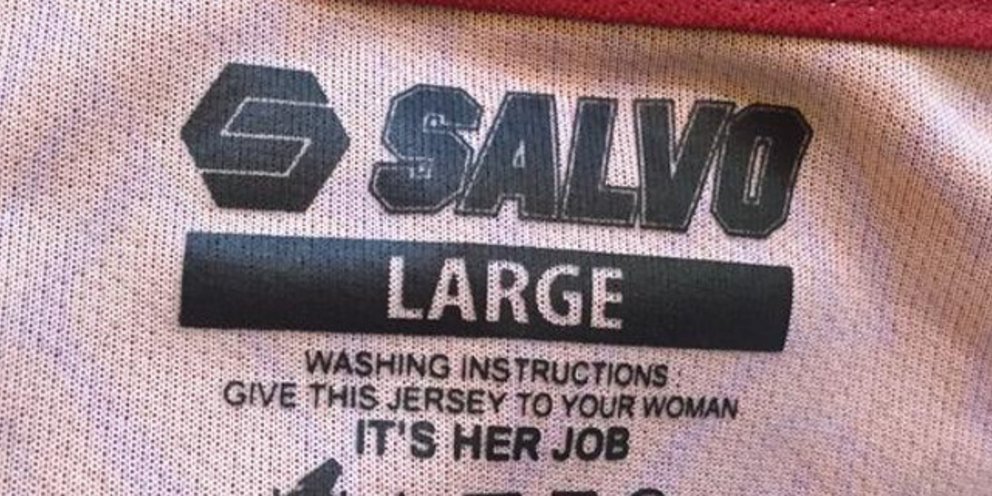 SALVO
LARGE
WASHING INSTRUCTIONS :
GIVE THIS JERSEY TO YOUR WOMAN
IT'S HER JOB